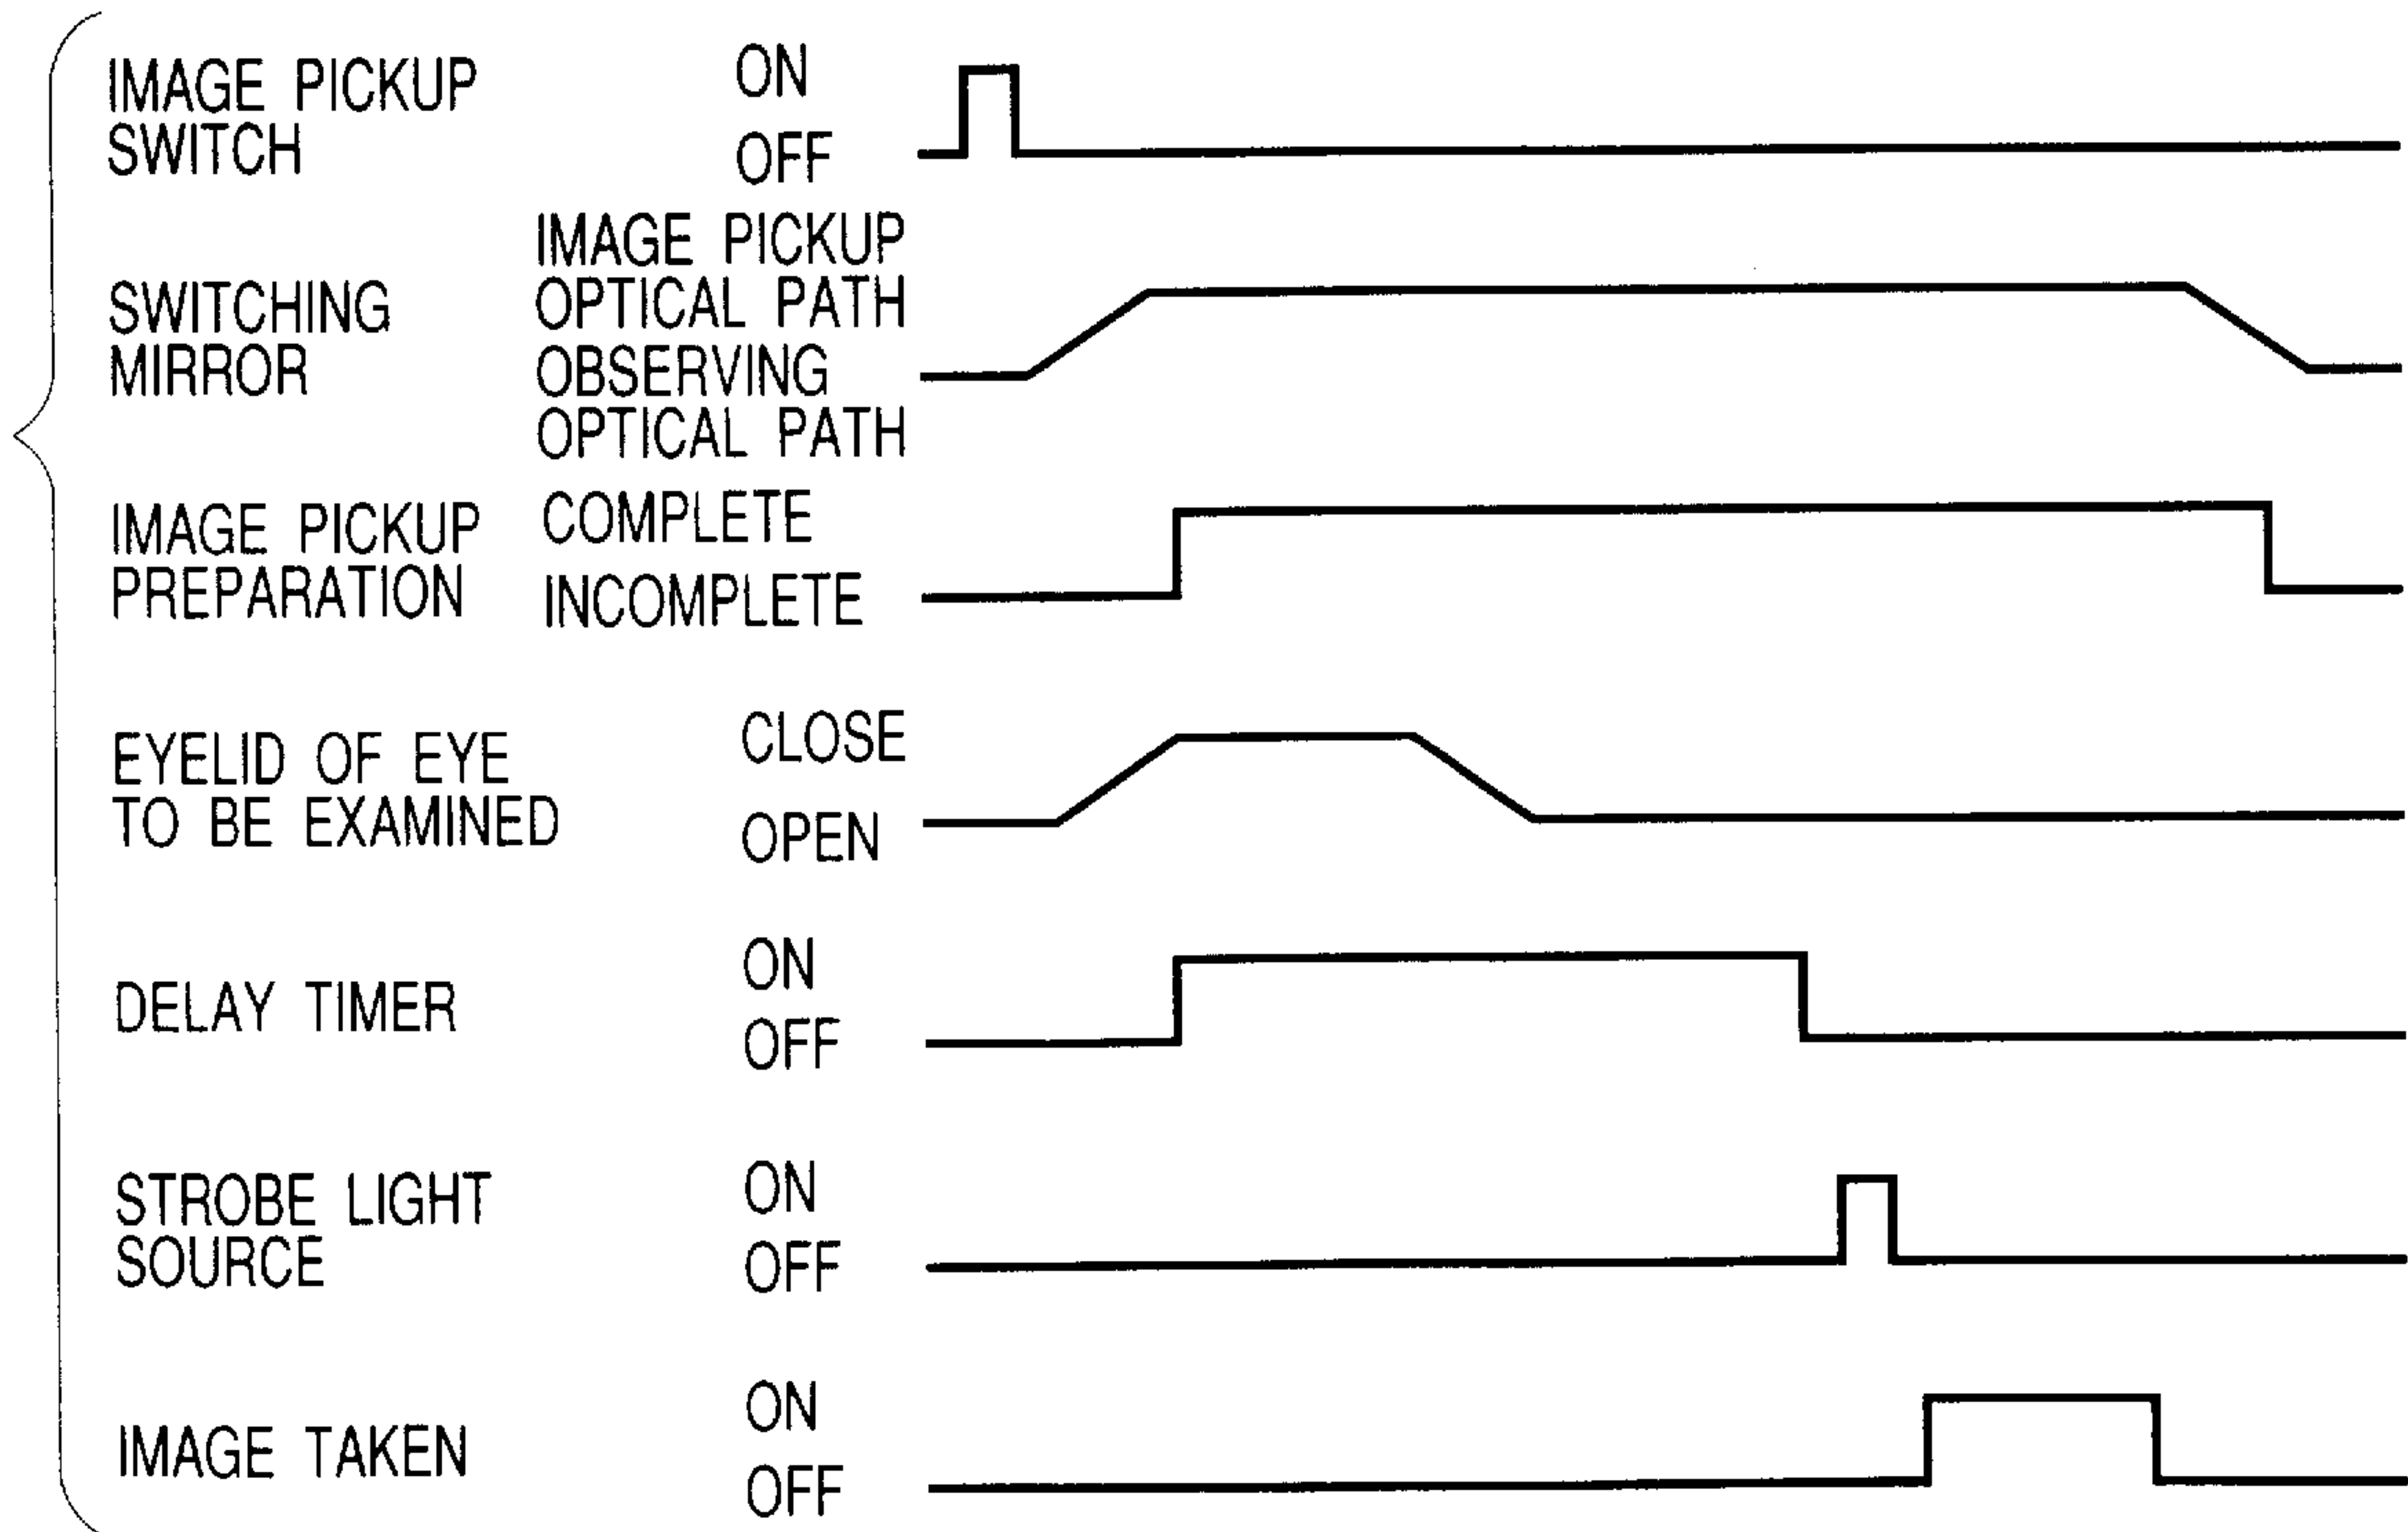 IMAGE PICKUP
SWITCH
ON
OFF
SWITCHING
MIRROR
IMAGE PICKUP
OPTICAL PATH
OBSERVING
OPTICAL PATH
IMAGE PICKUP
PREPARATION
COMPLETE
INCOMPLETE
EYELID OF EYE
TO BE EXAMINED
CLOSE
OPEN
DELAY TIMER
ON
OFF
STROBE LIGHT
SOURCE
ON
OFF
IMAGE TAKEN
ON
OFF